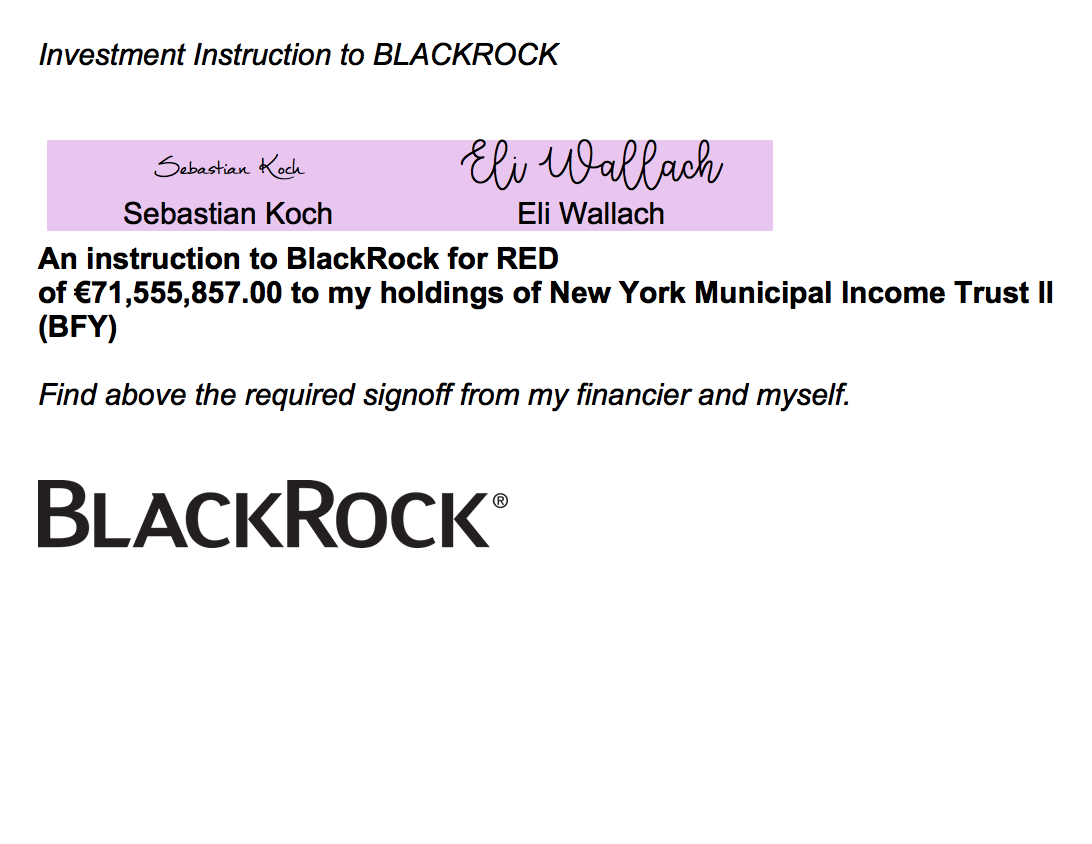 Investment Instruction to BLACKROCK
Sebastian Koch Eli Wallach
Sebastian Koch Eli Wallach
An instruction to BlackRock for RED
of €71,555,857.00 to my holdings of New York Municipal Income Trust II
(BFY)
Find above the required signoff from my financier and myself.
BLACKROCK®